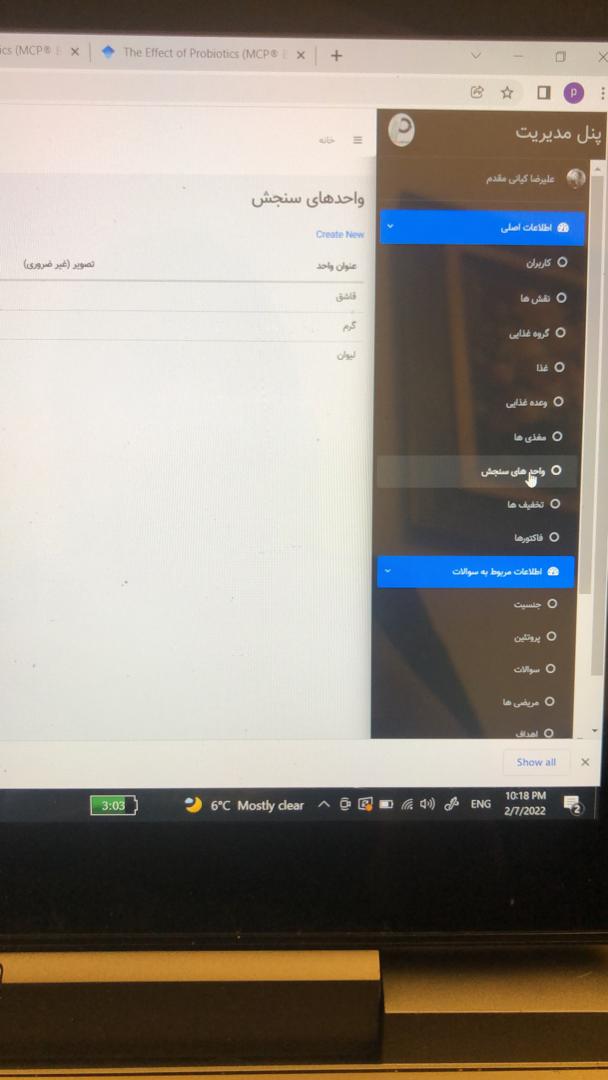 ics (MCP® E
The Effect of Probiotics (MCP® E
p
پنل مدیریت
علیرضا کیانی مقدم
اطلاعات اصلی
کاربران
نقش ها
گروه غذایی
غذا
وعده غذایی
مغذی ها
واحد های سنجش
تخفیف ها
فاکتورها
اطلاعات مربوط به سوالات
جنسیت
پروتئین
سوالات
مریضی ها
اهداف
خانه
واحدهای سنجش
Create New
عنوان واحد
تصویر (غیر ضروری)
قاشق
گرم
لیوان
Show all
3:03
6°C Mostly clear
ENG
10:18 PM
2/7/2022
2